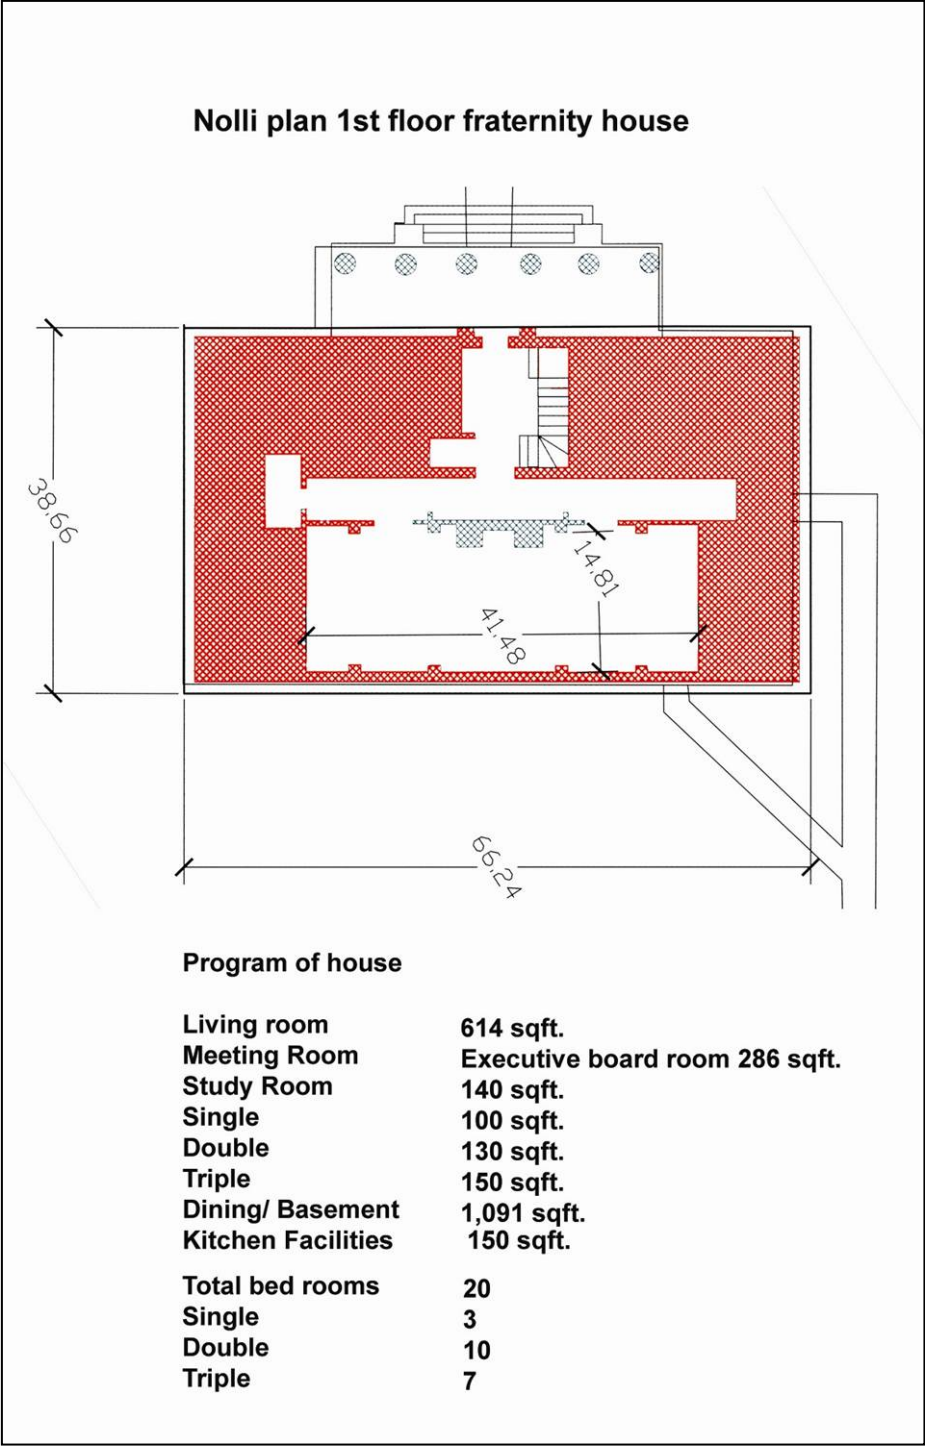 Nolli plan 1st floor fraternity house
38,66
14,81
41,48
66,24
Program of house
Living room 614 sqft.
Meeting Room Executive board room 286 sqft.
Study Room 140 sqft.
Single 100 sqft.
Double 130 sqft.
Triple 150 sqft.
Dining/ Basement 1,091 sqft.
Kitchen Facilities 150 sqft.
Total bed rooms 20
Single 3
Double 10
Triple 7